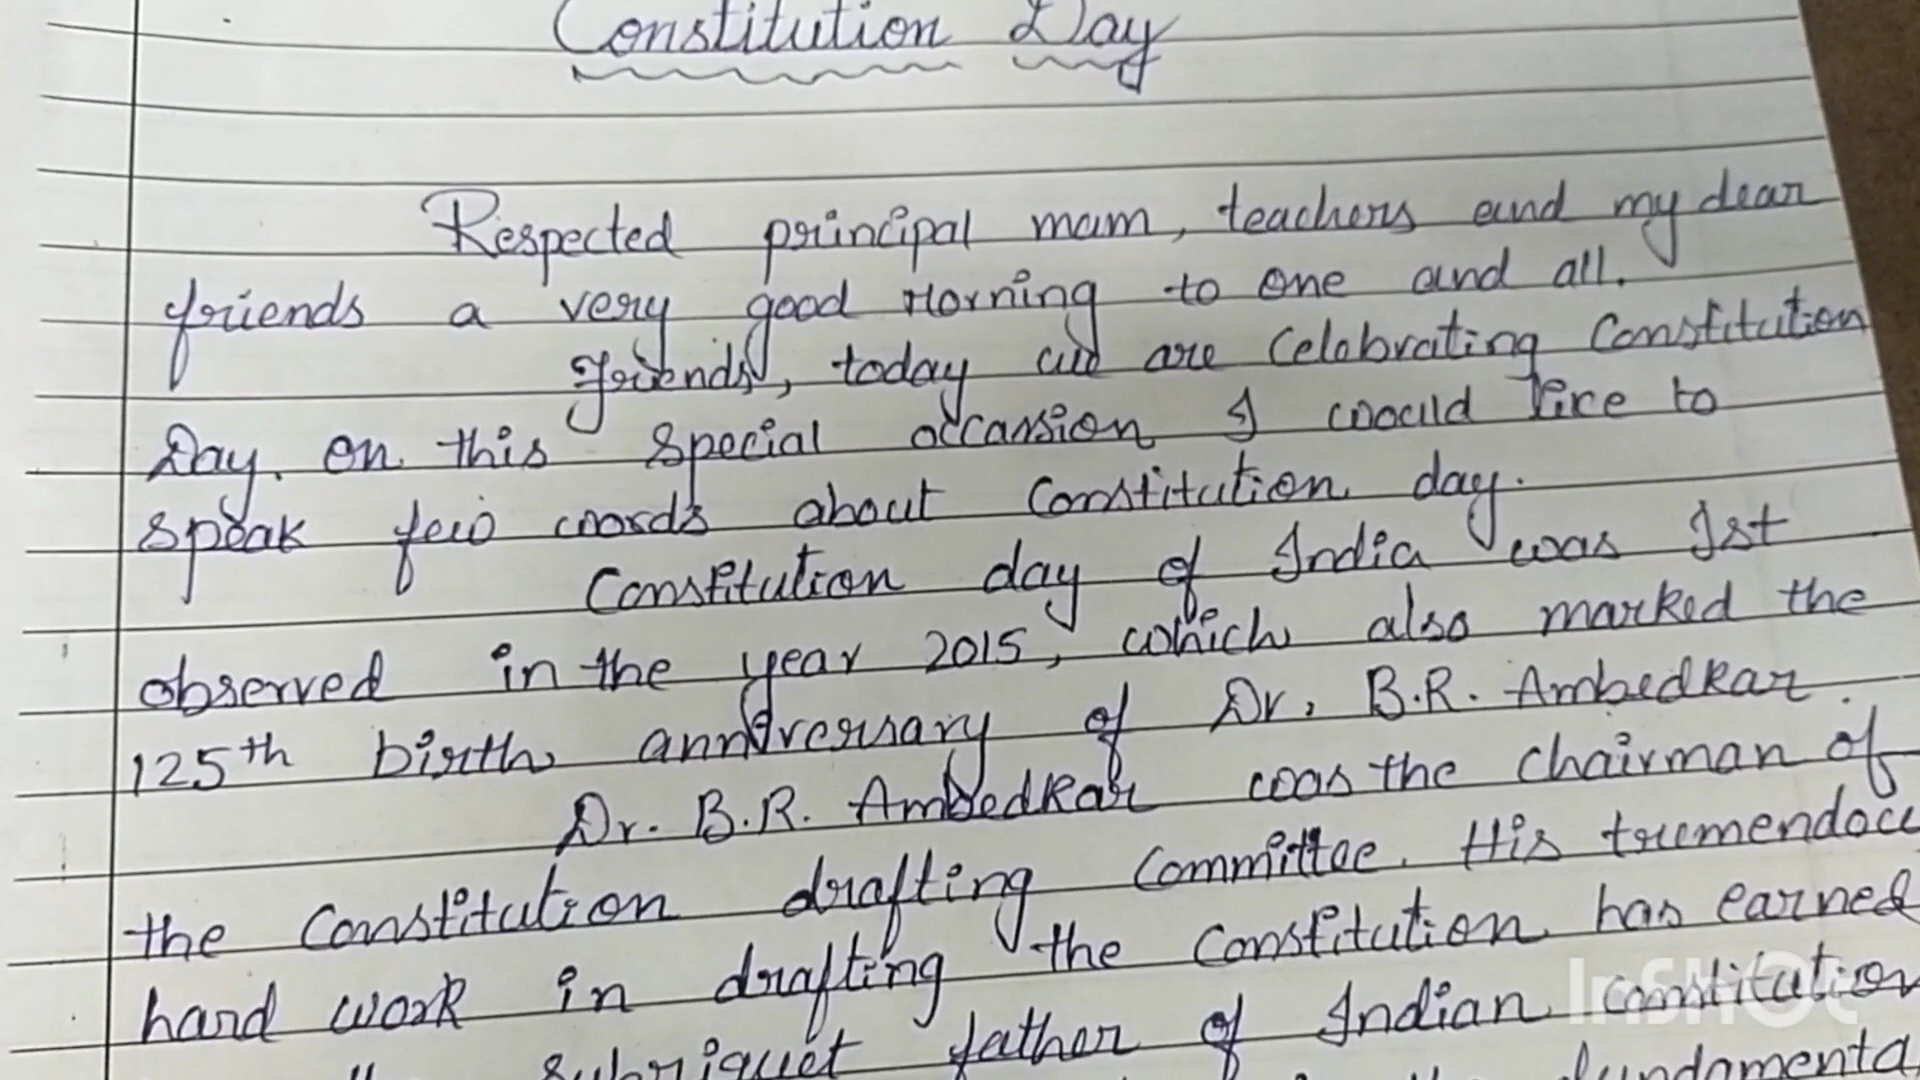 Constitution Day
Respected principal mam, teachers and my dear
friends a very good Morning to one and all.
Friends, today we are Celebrating Constitution
Day. On this special occassion I would like to
speak few words about Constitution day.
Constitution day of India was 1st
observed in the year 2015, which also marked the
125th birth anniversary of Dr. B.R. Ambedkar.
Dr. B.R. Ambedkar was the chairman of
the Constitution drafting Committee. His tremendou
hard work in drafting the Constitution has earned
subriquet father of Indian Constitution
fundamenta
InShOt